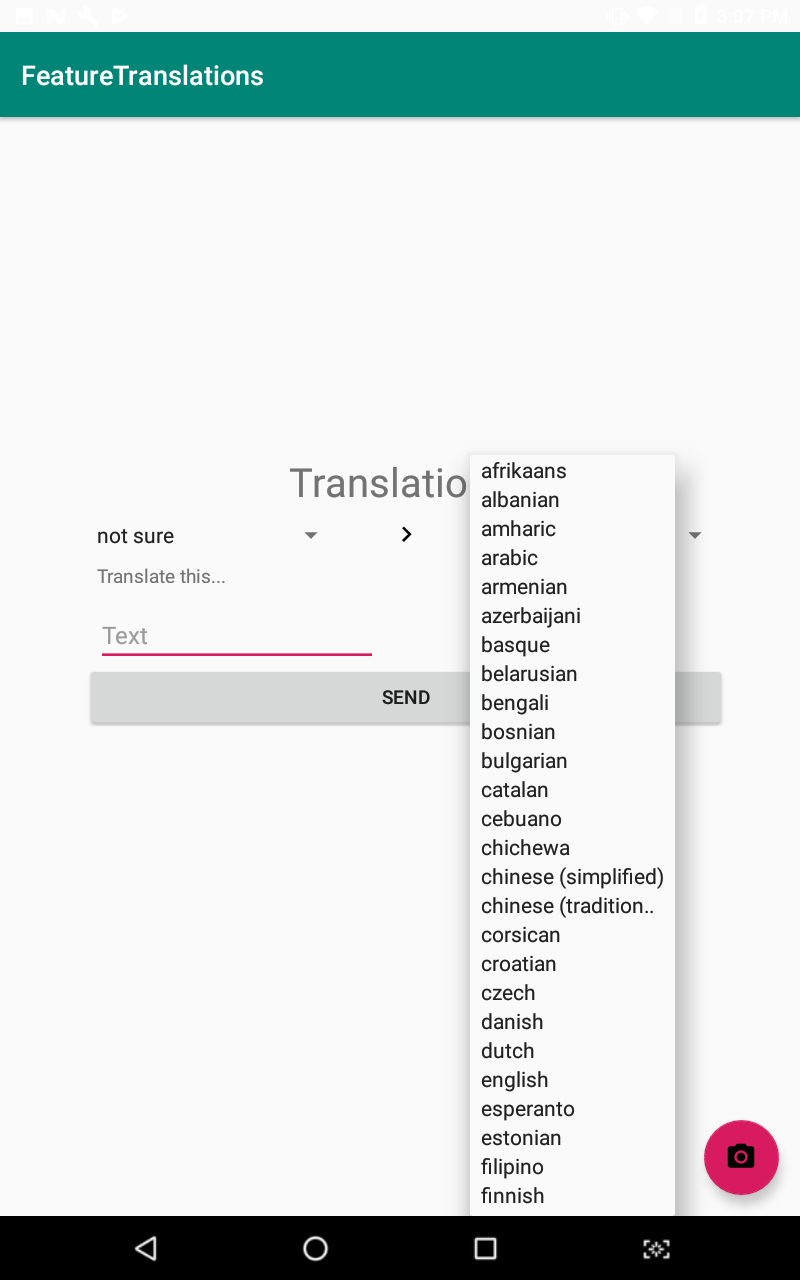 3:07 PM
FeatureTranslations
Translatio
not sure
Translate this...
Text
SEND
afrikaans
albanian
amharic
arabic
armenian
azerbaijani
basque
belarusian
bengali
bosnian
bulgarian
catalan
cebuano
chichewa
chinese (simplified)
chinese (tradition..
corsican
croatian
czech
danish
dutch
english
esperanto
estonian
filipino
finnish